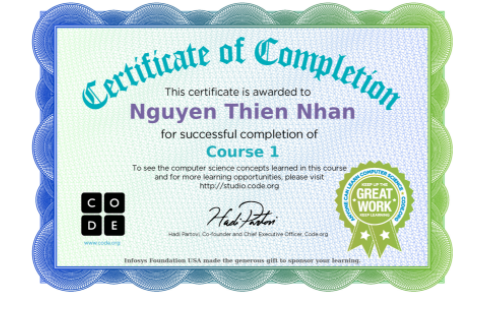 Certificate of Completion
This certificate is awarded to
Nguyen Thien Nhan
for successful completion of
Course 1
To see the computer science concepts learned in this course
and for more learning opportunities, please visit
http://studio.code.org
C O
D E
www.code.org
Hadi Partovi
Hadi Partovi, Co-founder and Chief Executive Officer, Code.org
ANYONE CAN LEARN COMPUTER SCIENCE
KEEP UP THE
GREAT
WORK
KEEP LEARNING
CODE.ORG
Infosys Foundation USA made the generous gift to sponsor your learning.